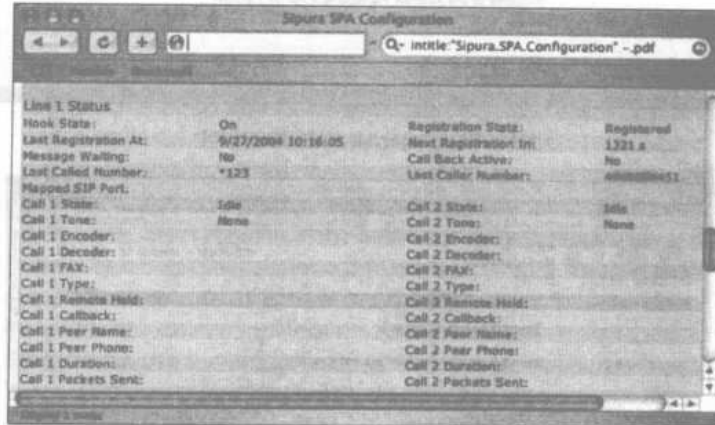 Sipura SPA Configuration
intitle:"Sipura.SPA.Configuration" -.pdf
Line 1 Status
Hook State: On Registration State: Registered
Last Registration At: 9/27/2004 10:16:05 Next Registration In: 1321 s
Message Waiting: No Call Back Active: No
Last Called Number: *123 Last Caller Number:
Mapped SIP Port:
Call 1 State: Idle Call 2 State: Idle
Call 1 Tone: None Call 2 Tone: None
Call 1 Encoder: Call 2 Encoder:
Call 1 Decoder: Call 2 Decoder:
Call 1 FAX: Call 2 FAX:
Call 1 Type: Call 2 Type:
Call 1 Remote Hold: Call 2 Remote Hold:
Call 1 Callback: Call 2 Callback:
Call 1 Peer Name: Call 2 Peer Name:
Call 1 Peer Phone: Call 2 Peer Phone:
Call 1 Duration: Call 2 Duration:
Call 1 Packets Sent: Call 2 Packets Sent: